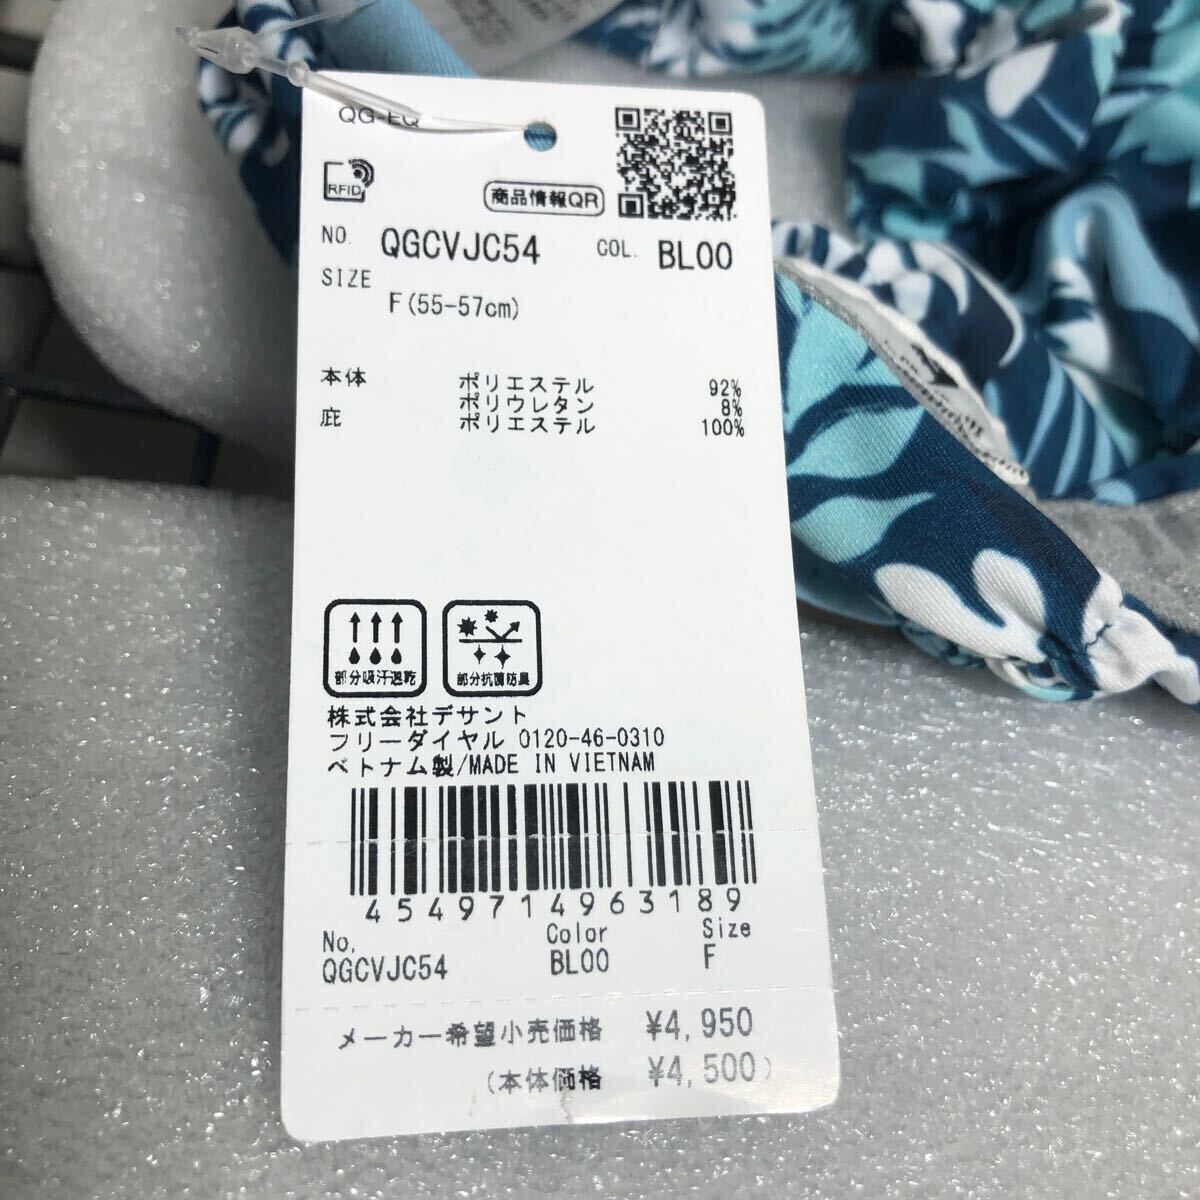 QG-EQ
RFID
商品情報QR
NO. QGCVJC54 COL. BL00
SIZE
F(55-57cm)
本体 ポリエステル 92%
ポリウレタン 8%
庇 ポリエステル 100%
部分吸汗速乾 部分抗菌防臭
株式会社デサント
フリーダイヤル 0120-46-0310
ベトナム製/MADE IN VIETNAM
4549714963189
No. Color Size
QGCVJC54 BL00 F
メーカー希望小売価格 ¥4,950
(本体価格 ¥4,500)